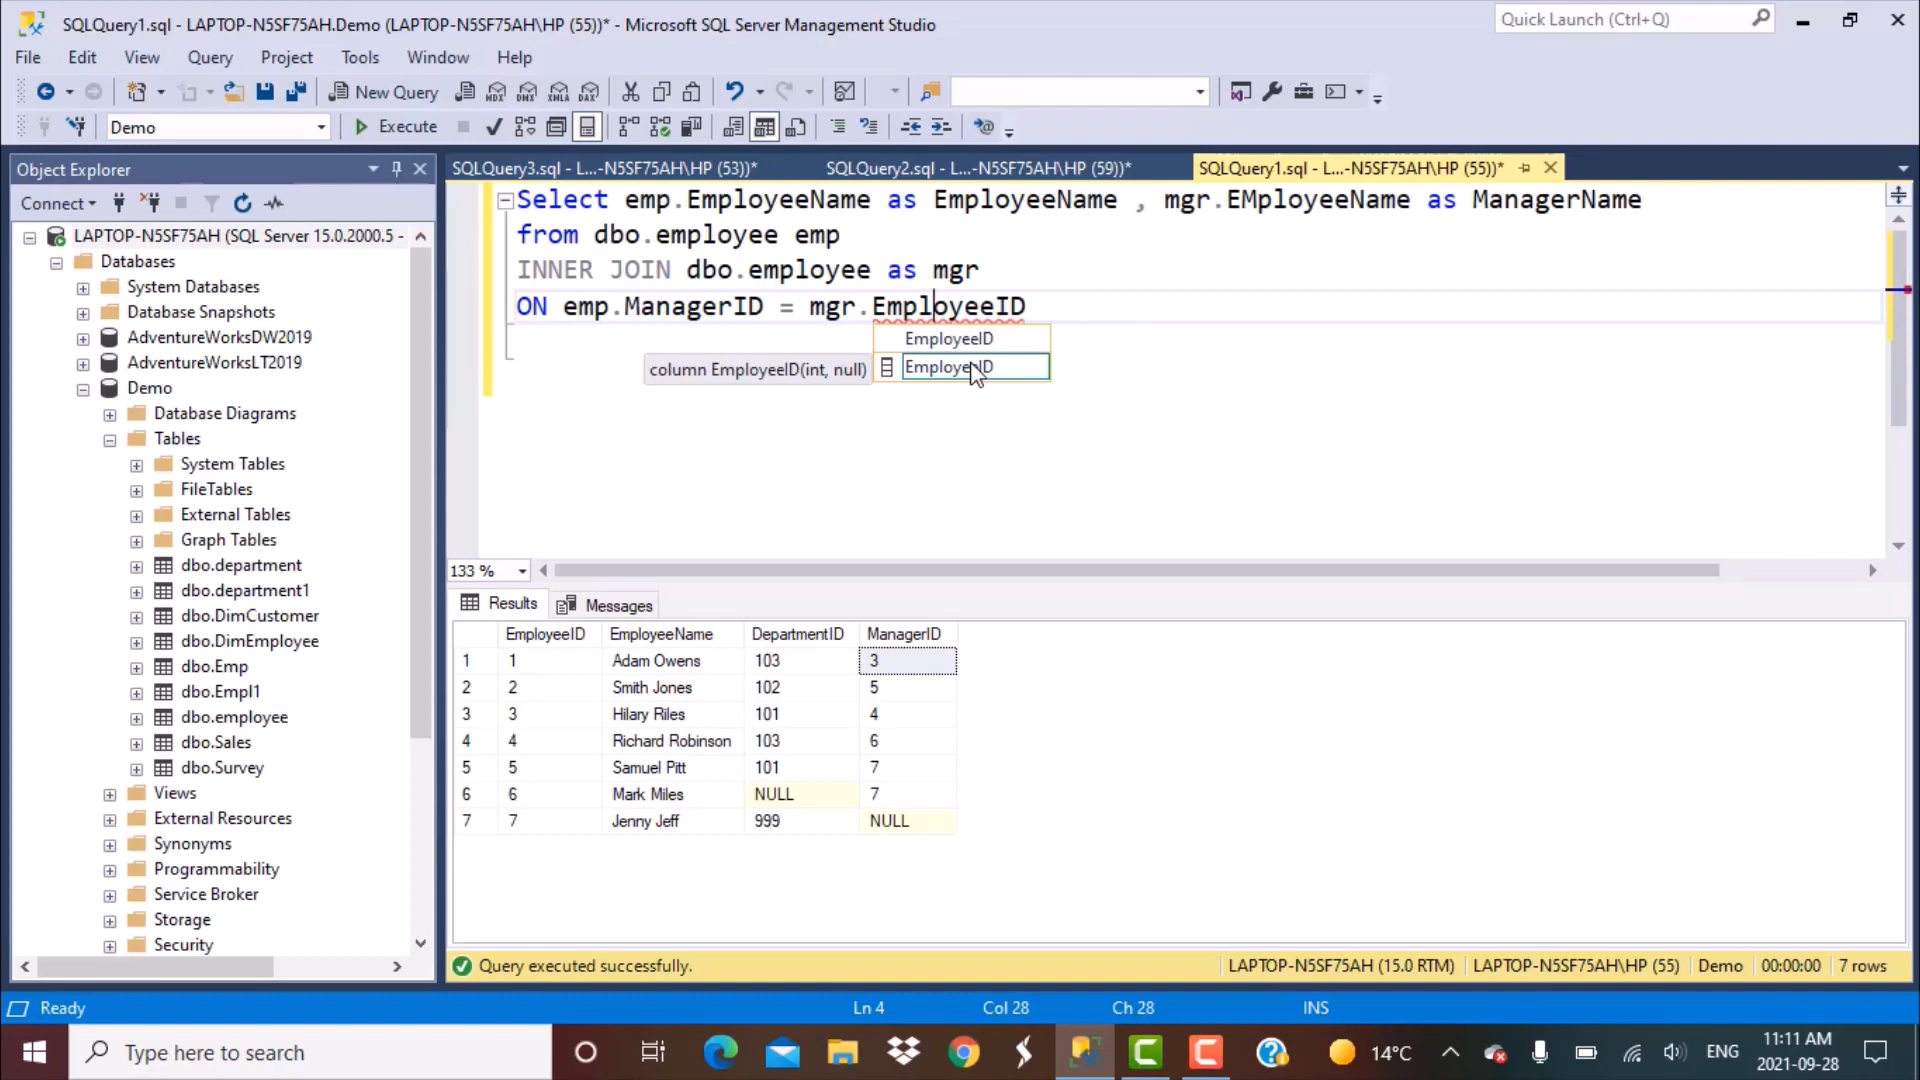 SQLQuery1.sql - LAPTOP-N5SF75AH.Demo (LAPTOP-N5SF75AH\HP (55))* - Microsoft SQL Server Management Studio
Quick Launch (Ctrl+Q)
File Edit View Query Project Tools Window Help
New Query MDX DMX XMLA DAX
Demo Execute
Object Explorer
SQLQuery3.sql - L...-N5SF75AH\HP (53))*
SQLQuery2.sql - L...-N5SF75AH\HP (59))*
SQLQuery1.sql - L...-N5SF75AH\HP (55))*
Connect
LAPTOP-N5SF75AH (SQL Server 15.0.2000.5 -
Databases
System Databases
Database Snapshots
AdventureWorksDW2019
AdventureWorksLT2019
Demo
Database Diagrams
Tables
System Tables
FileTables
External Tables
Graph Tables
dbo.department
dbo.department1
dbo.DimCustomer
dbo.DimEmployee
dbo.Emp
dbo.Empl1
dbo.employee
dbo.Sales
dbo.Survey
Views
External Resources
Synonyms
Programmability
Service Broker
Storage
Security
Select emp.EmployeeName as EmployeeName , mgr.EMployeeName as ManagerName
from dbo.employee emp
INNER JOIN dbo.employee as mgr
ON emp.ManagerID = mgr.EmployeeID
EmployeeID
column EmployeeID(int, null) EmployeeID
133 %
Results Messages
EmployeeID EmployeeName DepartmentID ManagerID
1 1 Adam Owens 103 3
2 2 Smith Jones 102 5
3 3 Hilary Riles 101 4
4 4 Richard Robinson 103 6
5 5 Samuel Pitt 101 7
6 6 Mark Miles NULL 7
7 7 Jenny Jeff 999 NULL
Query executed successfully. LAPTOP-N5SF75AH (15.0 RTM) LAPTOP-N5SF75AH\HP (55) Demo 00:00:00 7 rows
Ready Ln 4 Col 28 Ch 28 INS
Type here to search
14°C ENG
11:11 AM
2021-09-28